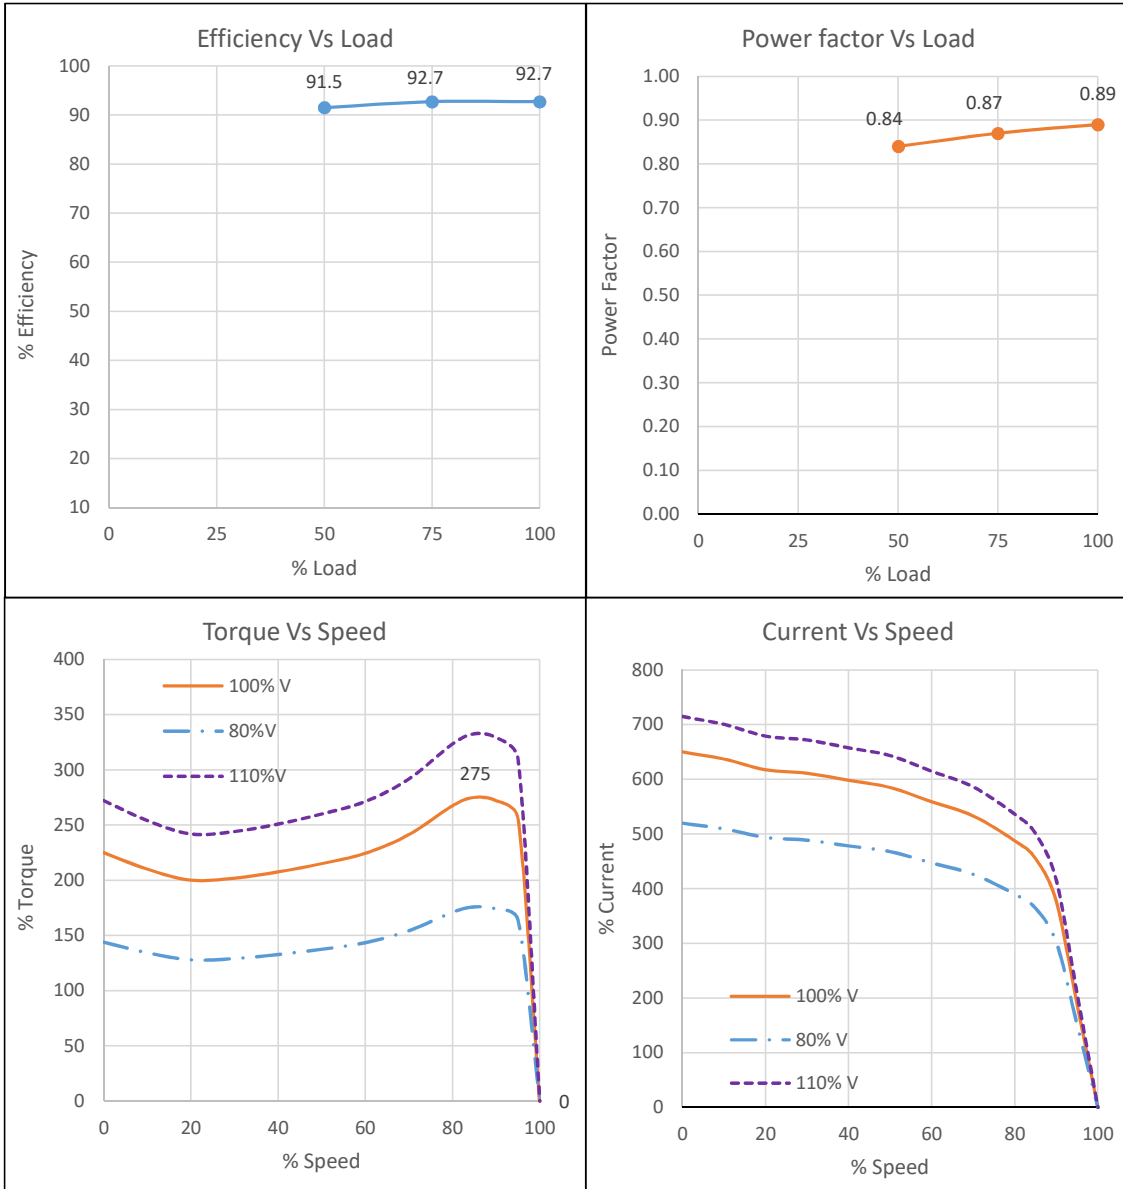 Efficiency Vs Load
100
90
80
70
60
50
40
30
20
10
% Efficiency
91.5
92.7
92.7
0 25 50 75 100
% Load
Power factor Vs Load
1.00
0.90
0.80
0.70
0.60
0.50
0.40
0.30
0.20
0.10
0.00
Power Factor
0.84
0.87
0.89
0 25 50 75 100
% Load
Torque Vs Speed
400
350
300
250
200
150
100
50
0
% Torque
100% V
80%V
110%V
275
0
0 20 40 60 80 100
% Speed
Current Vs Speed
800
700
600
500
400
300
200
100
0
% Current
100% V
80% V
110% V
0 20 40 60 80 100
% Speed